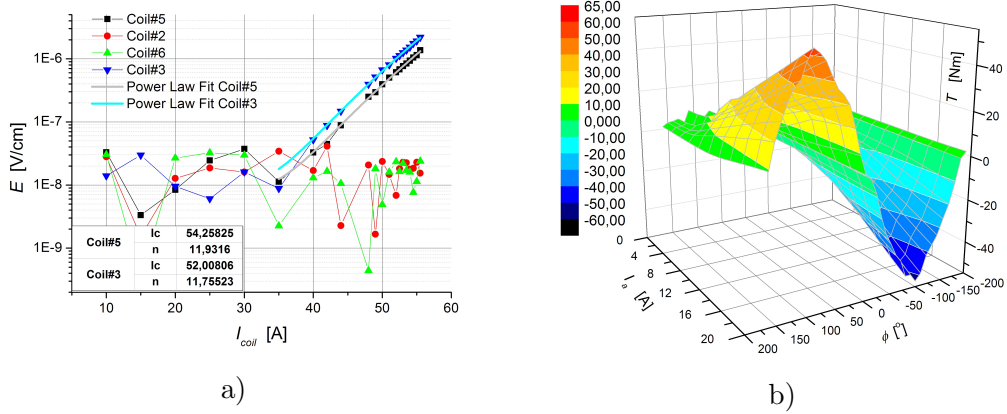 a)
b)
Coil#5
Coil#2
Coil#6
Coil#3
Power Law Fit Coil#5
Power Law Fit Coil#3
1E-6
1E-7
1E-8
1E-9
E [V/cm]
Coil#5 Ic 54,25825
n 11,9316
Coil#3 Ic 52,00806
n 11,75523
10 20 30 40 50 60
I_coil [A]
a)
65,00
60,00
50,00
40,00
30,00
20,00
10,00
0,000
-10,00
-20,00
-30,00
-40,00
-50,00
-60,00
T [Nm]
40
20
0
-20
-40
0
4
8
12
16
20
I_a [A]
200 150 100 50 0 -50 -100 -150 -200
ϕ [°]
b)